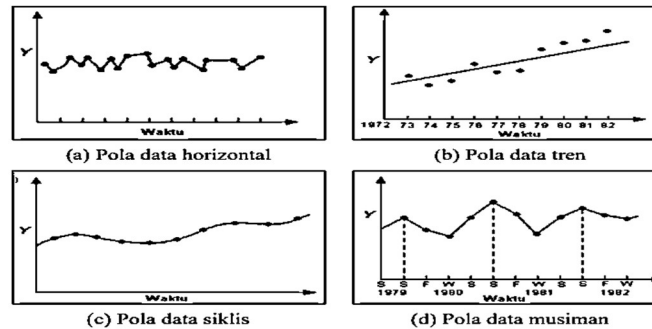 Y
Waktu
(a) Pola data horizontal
Y
1972 73 74 75 76 77 78 79 80 81 82
Waktu
(b) Pola data tren
Y
Waktu
(c) Pola data siklis
Y
S S F W S S F W S S F W
1979 1980 1981 1982
Waktu
(d) Pola data musiman